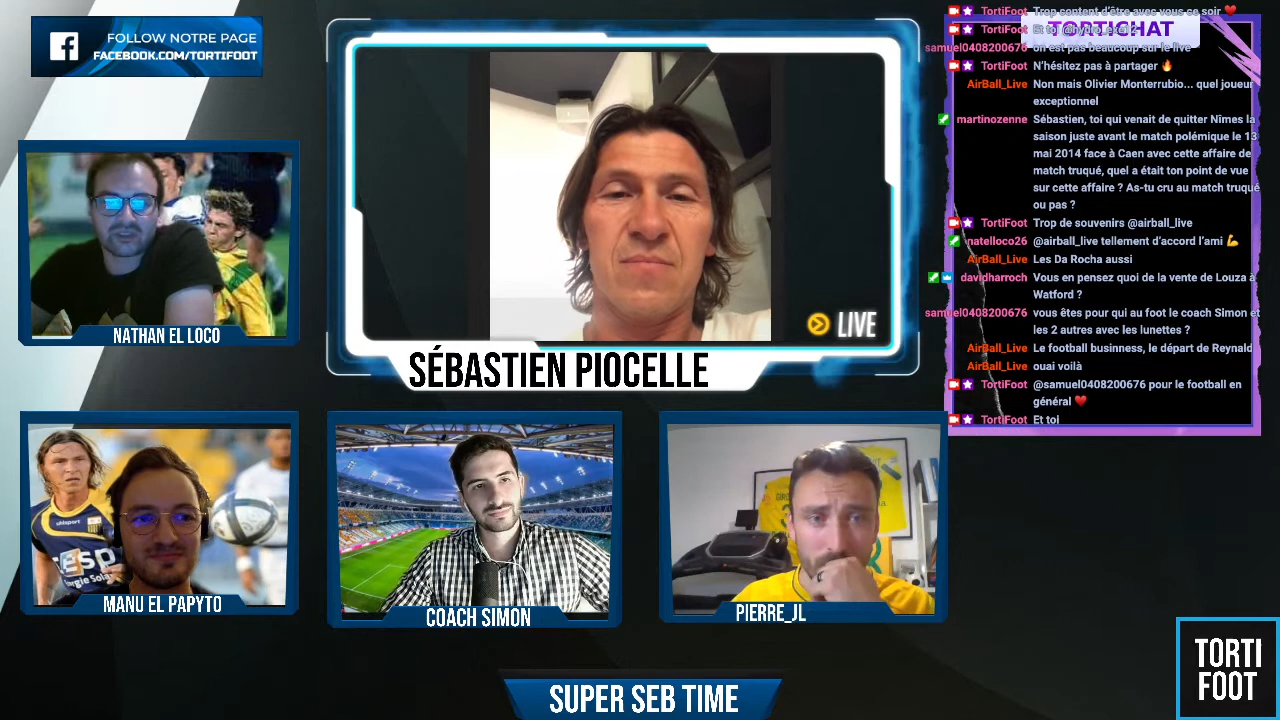 FOLLOW NOTRE PAGE
FACEBOOK.COM/TORTIFOOT
NATHAN EL LOCO
LIVE
SÉBASTIEN PIOCELLE
uhlsport
MANU EL PAPYTO
COACH SIMON
PIERRE_JL
SUPER SEB TIME
TORTI
FOOT
TORTICHAT
TortiFoot Trop content d'être avec vous ce soir ❤️
TortiFoot Et toi
samuel0408200676 on est pas beaucoup sur le live
TortiFoot N'hésitez pas à partager 🔥
AirBall_Live Non mais Olivier Monterrubio... quel joueur
exceptionnel
martinozenne Sébastien, toi qui venait de quitter Nîmes la
saison juste avant le match polémique le 13
mai 2014 face à Caen avec cette affaire de
match truqué, quel a était ton point de vue
sur cette affaire ? As-tu cru au match truqué
ou pas ?
TortiFoot Trop de souvenirs @airball_live
natelloco26 @airball_live tellement d'accord l'ami 💪
AirBall_Live Les Da Rocha aussi
davidharroch Vous en pensez quoi de la vente de Louza à
Watford ?
samuel0408200676 vous êtes pour qui au foot le coach Simon et
les 2 autres avec les lunettes ?
AirBall_Live Le football businness, le départ de Reynald
AirBall_Live ouai voilà
TortiFoot @samuel0408200676 pour le football en
général ❤️
TortiFoot Et toi